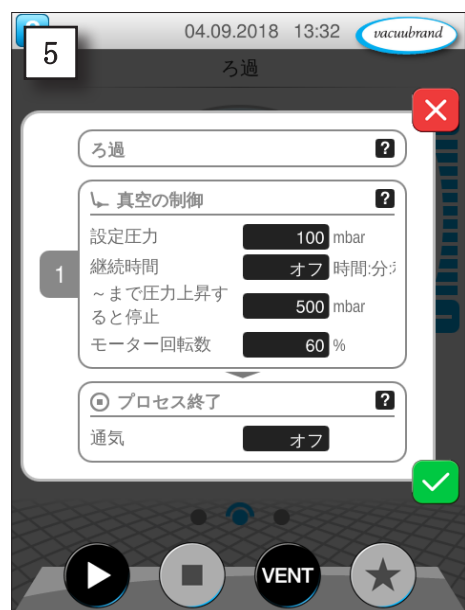 5
04.09.2018 13:32
vacuubrand
ろ過
ろ過 ?
真空の制御 ?
1
設定圧力 100 mbar
継続時間 オフ 時間:分:
～まで圧力上昇す
ると停止 500 mbar
モーター回転数 60 %
プロセス終了 ?
通気 オフ
VENT